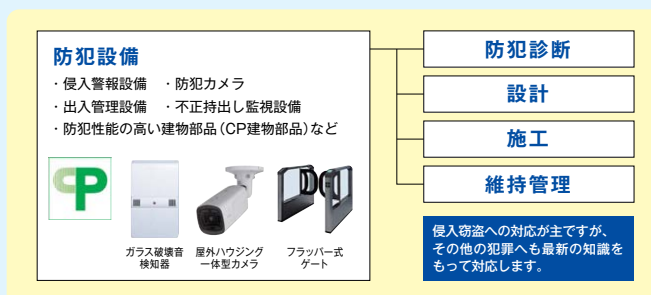 防犯設備
・侵入警報設備　・防犯カメラ
・出入管理設備　・不正持出し監視設備
・防犯性能の高い建物部品（CP建物部品）など
CP
ガラス破壊音
検知器
屋外ハウジング
一体型カメラ
フラッパー式
ゲート
防犯診断
設計
施工
維持管理
侵入窃盗への対応が主ですが、
その他の犯罪へも最新の知識を
もって対応します。